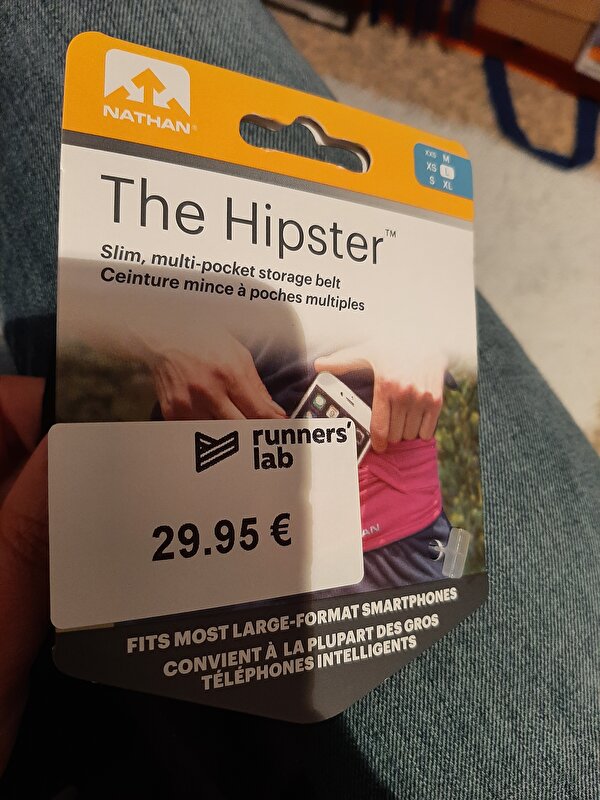 NATHAN®
XXS M
XS L
S XL
The Hipster™
Slim, multi-pocket storage belt
Ceinture mince à poches multiples
runners'
lab
29.95 €
AN
FITS MOST LARGE-FORMAT SMARTPHONES
CONVIENT À LA PLUPART DES GROS
TÉLÉPHONES INTELLIGENTS